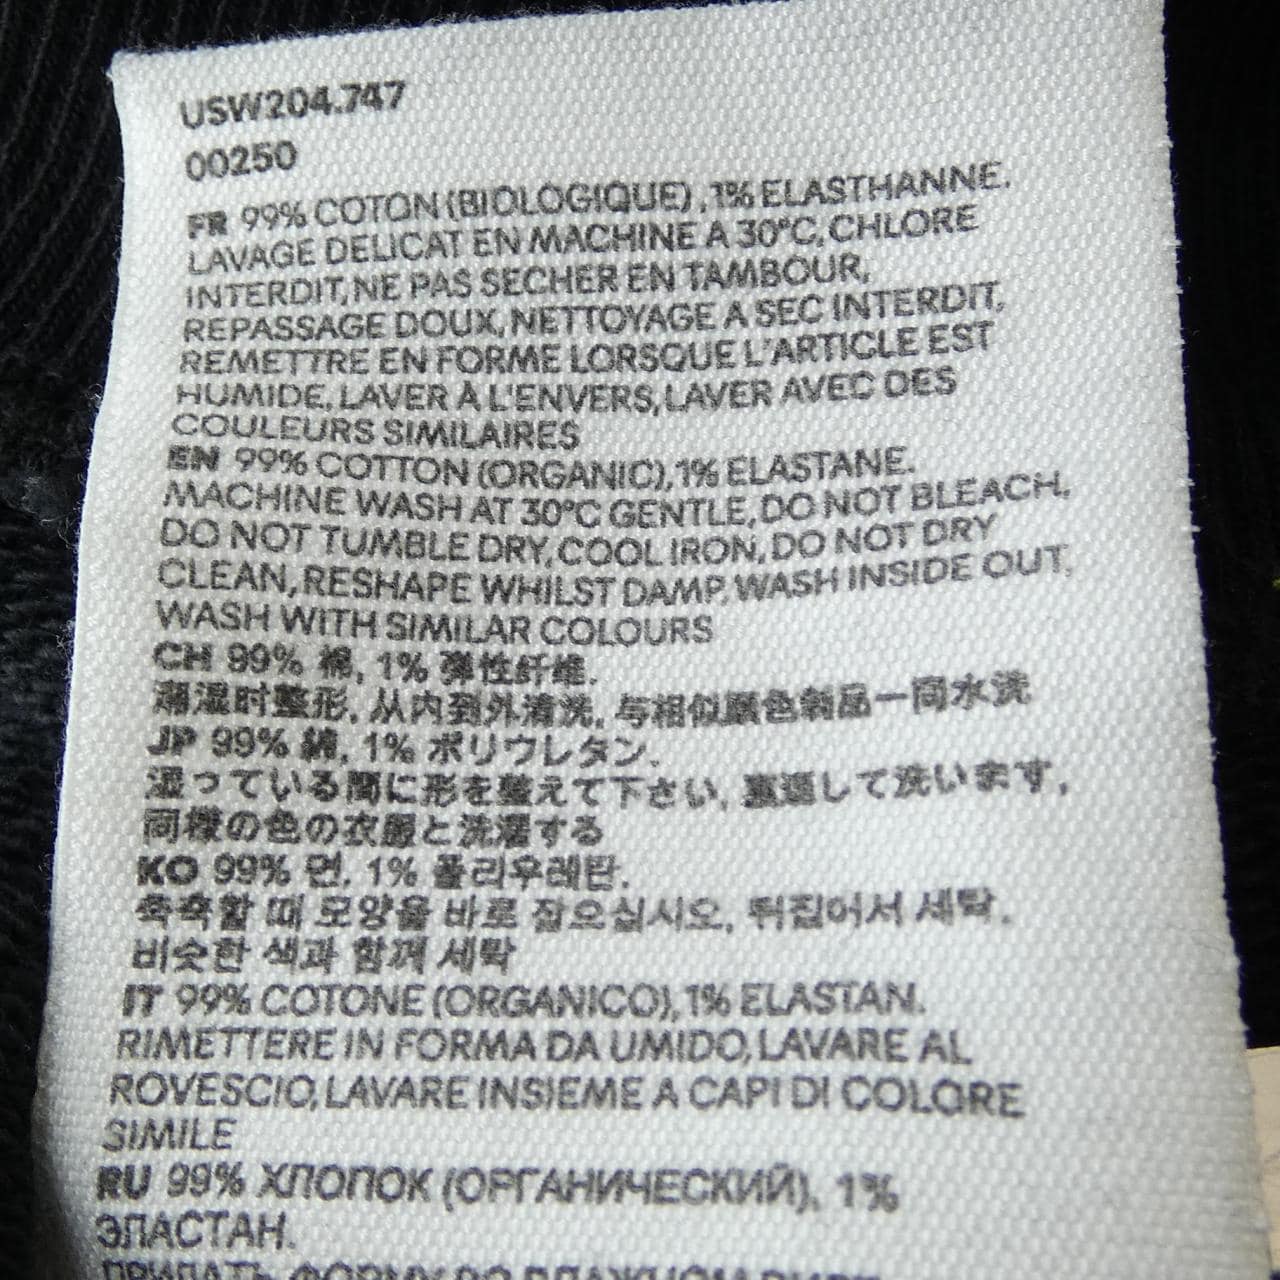 USW204.747
00250
FR 99% COTON (BIOLOGIQUE), 1% ELASTHANNE.
LAVAGE DELICAT EN MACHINE A 30°C, CHLORE
INTERDIT, NE PAS SECHER EN TAMBOUR,
REPASSAGE DOUX, NETTOYAGE A SEC INTERDIT,
REMETTRE EN FORME LORSQUE L'ARTICLE EST
HUMIDE, LAVER À L'ENVERS, LAVER AVEC DES
COULEURS SIMILAIRES
EN 99% COTTON (ORGANIC), 1% ELASTANE.
MACHINE WASH AT 30°C GENTLE, DO NOT BLEACH,
DO NOT TUMBLE DRY, COOL IRON, DO NOT DRY
CLEAN, RESHAPE WHILST DAMP, WASH INSIDE OUT,
WASH WITH SIMILAR COLOURS
CH 99% 棉, 1% 弹性纤维.
潮湿时整形, 从内到外清洗, 与相似颜色制品一同水洗
JP 99% 綿, 1% ポリウレタン.
湿っている間に形を整えて下さい, 裏返して洗います,
同様の色の衣服と洗濯する
KO 99% 면, 1% 폴리우레탄.
축축할 때 모양을 바로 잡으십시오, 뒤집어서 세탁,
비슷한 색과 함께 세탁
IT 99% COTONE (ORGANICO), 1% ELASTAN.
RIMETTERE IN FORMA DA UMIDO, LAVARE AL
ROVESCIO, LAVARE INSIEME A CAPI DI COLORE
SIMILE
RU 99% ХЛОПОК (ОРГАНИЧЕСКИЙ), 1%
ЭЛАСТАН.
ПРИДАТЬ ФОРМУ ВО ВЛАЖНОМ